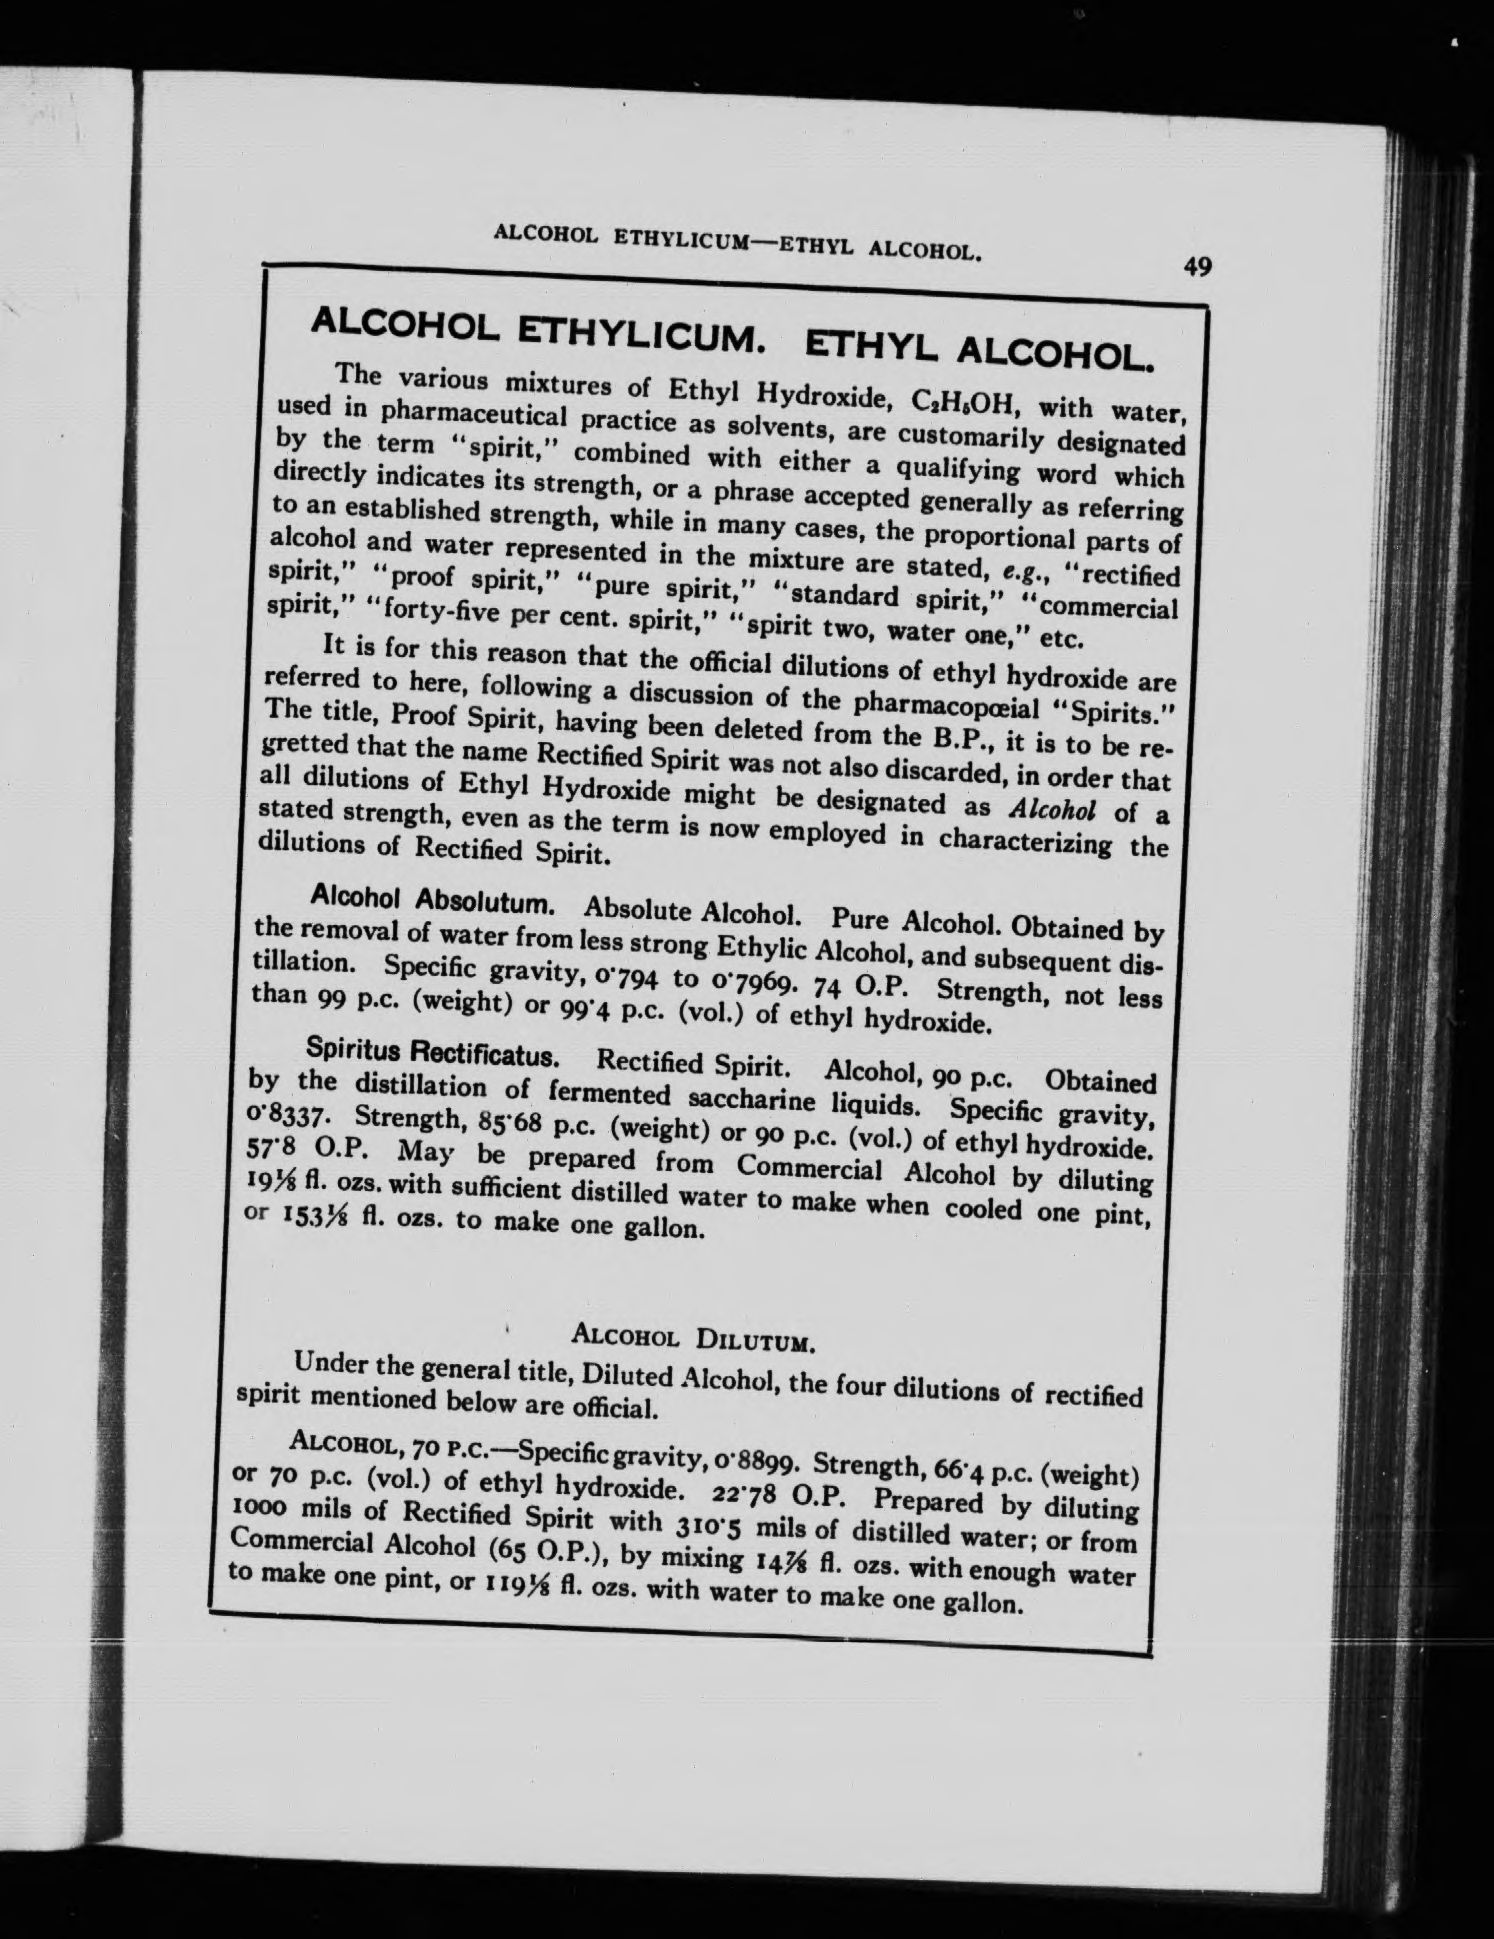 ALCOHOL ETHYLICUM—ETHYL ALCOHOL.
49
ALCOHOL ETHYLICUM. ETHYL ALCOHOL.
The various mixtures of Ethyl Hydroxide, C₂H₅OH, with water,
used in pharmaceutical practice as solvents, are customarily designated
by the term "spirit," combined with either a qualifying word which
directly indicates its strength, or a phrase accepted generally as referring
to an established strength, while in many cases, the proportional parts of
alcohol and water represented in the mixture are stated, e.g., "rectified
spirit," "proof spirit," "pure spirit," "standard spirit," "commercial
spirit," "forty-five per cent. spirit," "spirit two, water one," etc.
It is for this reason that the official dilutions of ethyl hydroxide are
referred to here, following a discussion of the pharmacopœial "Spirits."
The title, Proof Spirit, having been deleted from the B.P., it is to be re-
gretted that the name Rectified Spirit was not also discarded, in order that
all dilutions of Ethyl Hydroxide might be designated as Alcohol of a
stated strength, even as the term is now employed in characterizing the
dilutions of Rectified Spirit.
Alcohol Absolutum. Absolute Alcohol. Pure Alcohol. Obtained by
the removal of water from less strong Ethylic Alcohol, and subsequent dis-
tillation. Specific gravity, 0·794 to 0·7969. 74 O.P. Strength, not less
than 99 p.c. (weight) or 99·4 p.c. (vol.) of ethyl hydroxide.
Spiritus Rectificatus. Rectified Spirit. Alcohol, 90 p.c. Obtained
by the distillation of fermented saccharine liquids. Specific gravity,
0·8337. Strength, 85·68 p.c. (weight) or 90 p.c. (vol.) of ethyl hydroxide.
57·8 O.P. May be prepared from Commercial Alcohol by diluting
19⅛ fl. ozs. with sufficient distilled water to make when cooled one pint,
or 153⅛ fl. ozs. to make one gallon.
ALCOHOL DILUTUM.
Under the general title, Diluted Alcohol, the four dilutions of rectified
spirit mentioned below are official.
ALCOHOL, 70 P.C.—Specific gravity, 0·8899. Strength, 66·4 p.c. (weight)
or 70 p.c. (vol.) of ethyl hydroxide. 22·78 O.P. Prepared by diluting
1000 mils of Rectified Spirit with 310·5 mils of distilled water; or from
Commercial Alcohol (65 O.P.), by mixing 14⅞ fl. ozs. with enough water
to make one pint, or 119⅛ fl. ozs. with water to make one gallon.